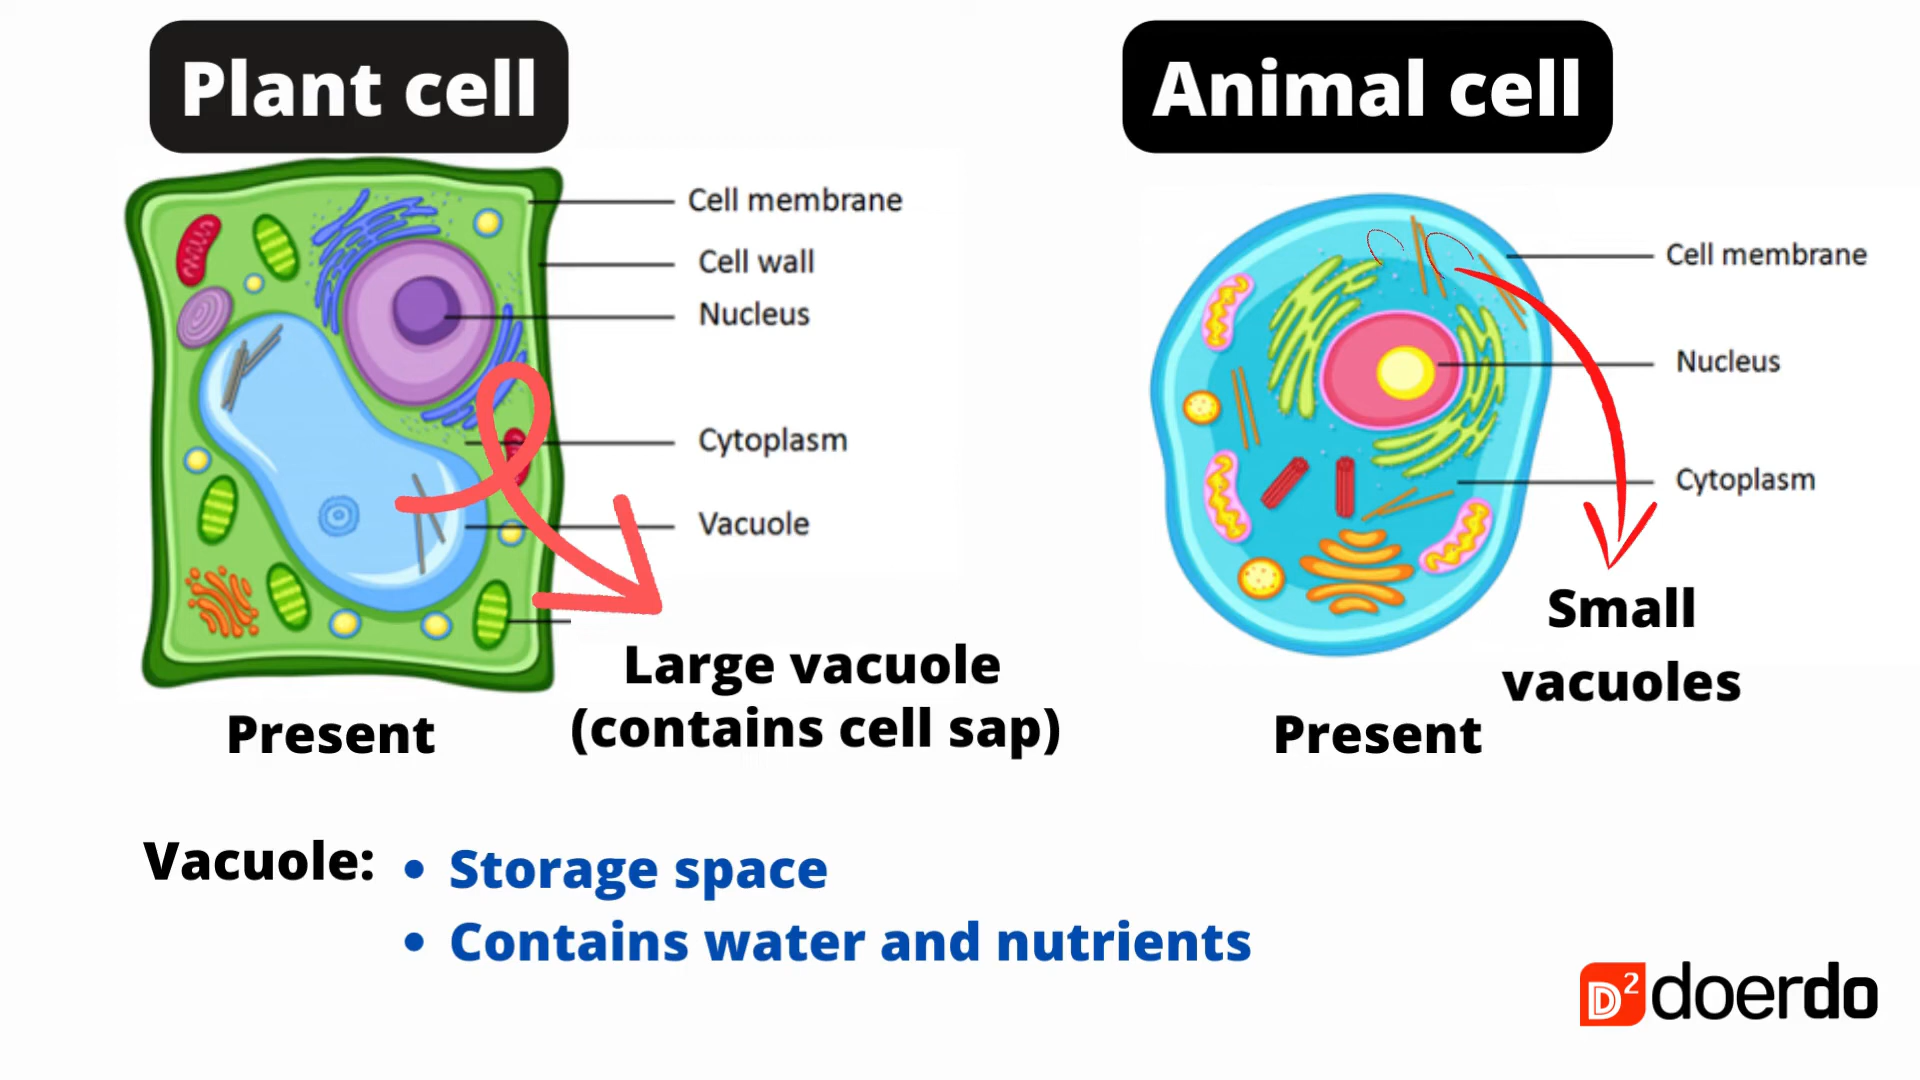 Plant cell
Animal cell
Cell membrane
Cell wall
Nucleus
Cytoplasm
Vacuole
Large vacuole
(contains cell sap)
Present
Cell membrane
Nucleus
Cytoplasm
Small
vacuoles
Present
Vacuole:
• Storage space
• Contains water and nutrients
D² doerdo